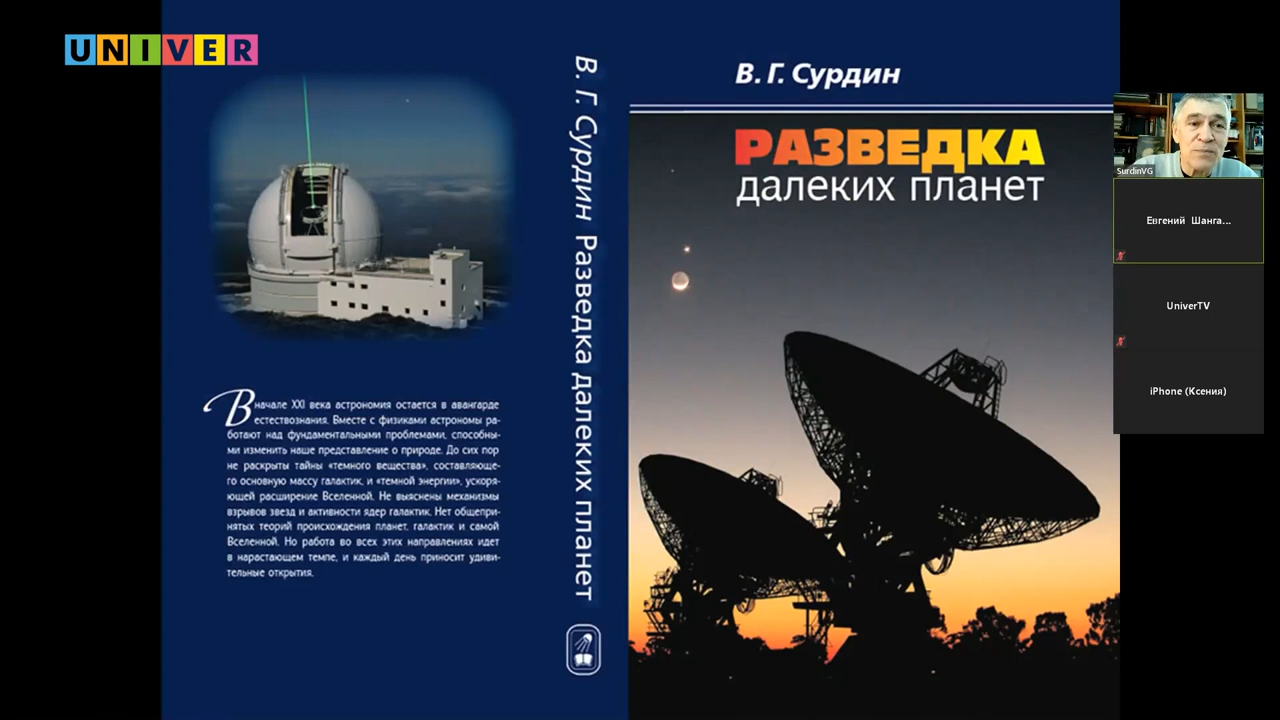 UNIVER
В начале XXI века астрономия остается в авангарде
естествознания. Вместе с физиками астрономы ра-
ботают над фундаментальными проблемами, способны-
ми изменить наше представление о природе. До сих пор
не раскрыты тайны «темного вещества», составляюще-
го основную массу галактик, и «темной энергии», ускоря-
ющей расширение Вселенной. Не выяснены механизмы
взрывов звезд и активности ядер галактик. Нет общепри-
нятых теорий происхождения планет, галактик и самой
Вселенной. Но работа во всех этих направлениях идет
в нарастающем темпе, и каждый день приносит удиви-
тельные открытия.
В. Г. Сурдин Разведка далеких планет
В. Г. Сурдин
РАЗВЕДКА
далеких планет
SurdinVG
Евгений Шанга...
UniverTV
iPhone (Ксения)